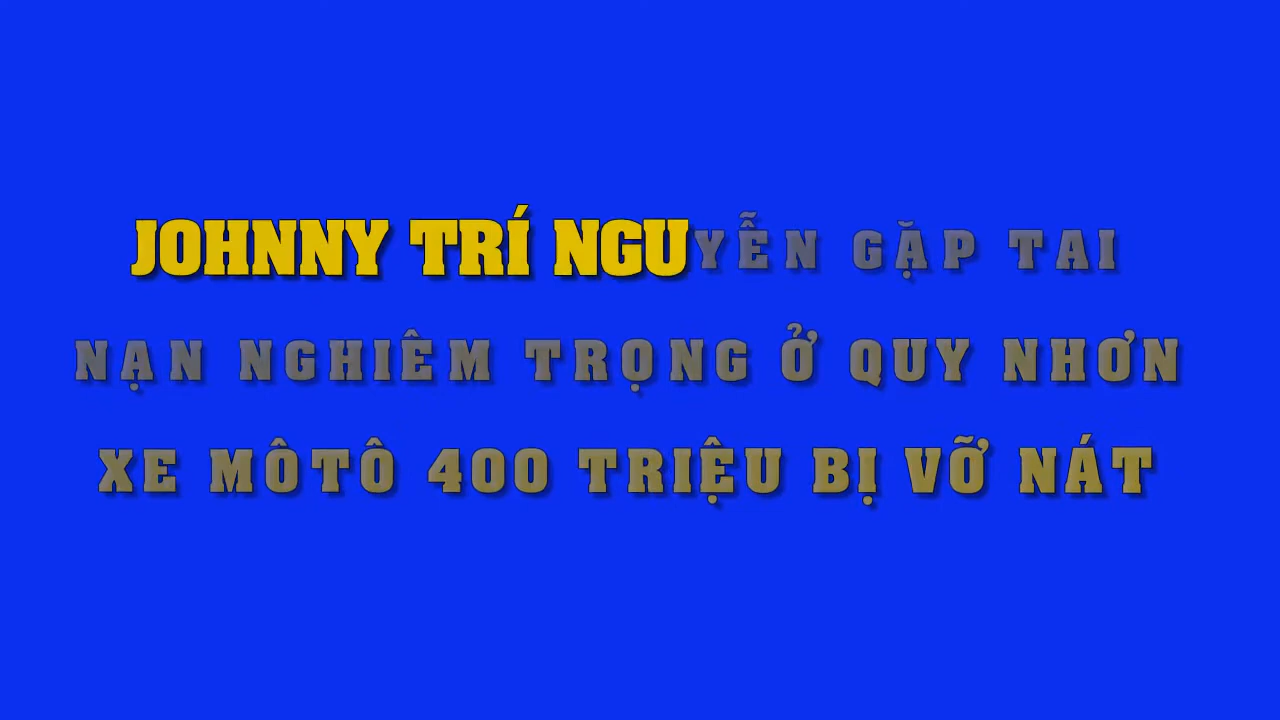 JOHNNY TRÍ NGUYỄN GẶP TAI
NẠN NGHIÊM TRỌNG Ở QUY NHƠN
XE MÔTÔ 400 TRIỆU BỊ VỠ NÁT